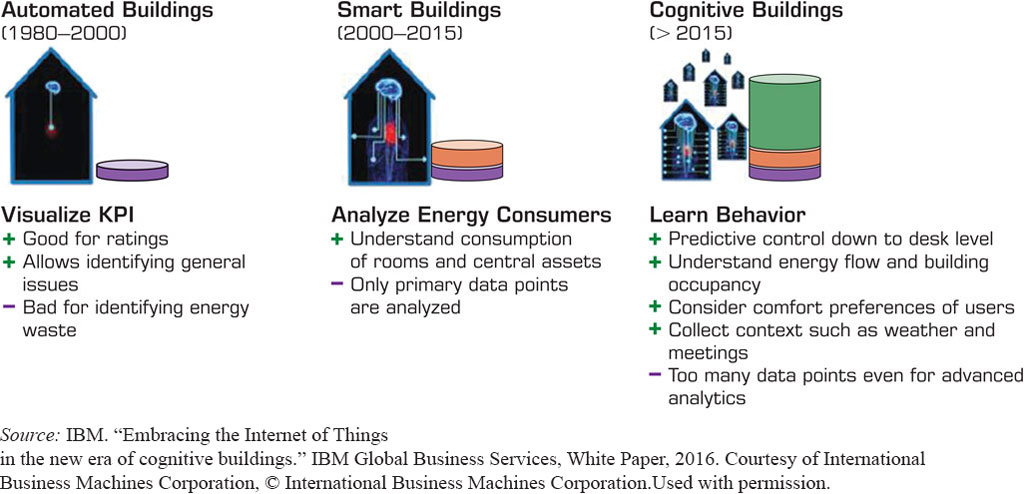 Automated Buildings
(1980–2000)
Visualize KPI
+ Good for ratings
+ Allows identifying general
issues
– Bad for identifying energy
waste
Smart Buildings
(2000–2015)
Analyze Energy Consumers
+ Understand consumption
of rooms and central assets
– Only primary data points
are analyzed
Cognitive Buildings
(> 2015)
Learn Behavior
+ Predictive control down to desk level
+ Understand energy flow and building
occupancy
+ Consider comfort preferences of users
+ Collect context such as weather and
meetings
– Too many data points even for advanced
analytics
Source: IBM. “Embracing the Internet of Things
in the new era of cognitive buildings.” IBM Global Business Services, White Paper, 2016. Courtesy of International
Business Machines Corporation, © International Business Machines Corporation.Used with permission.